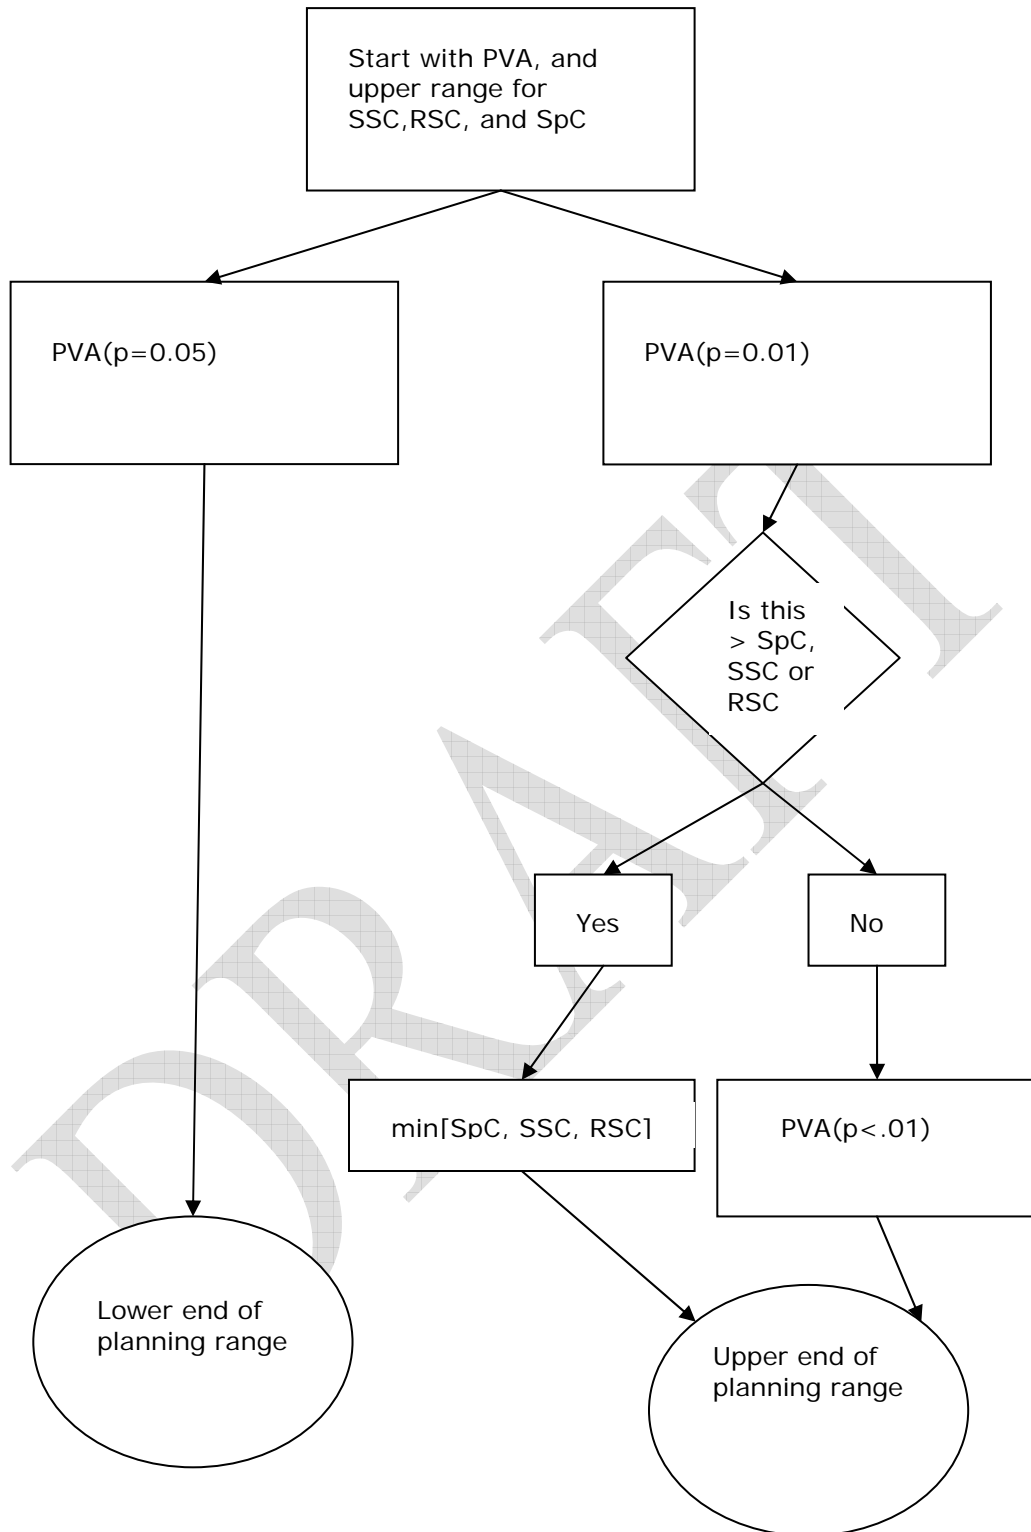 Start with PVA, and
upper range for
SSC,RSC, and SpC
PVA(p=0.05)
PVA(p=0.01)
Is this
> SpC,
SSC or
RSC
Yes
No
min[SpC, SSC, RSC]
PVA(p<.01)
Lower end of
planning range
Upper end of
planning range
DRAFT